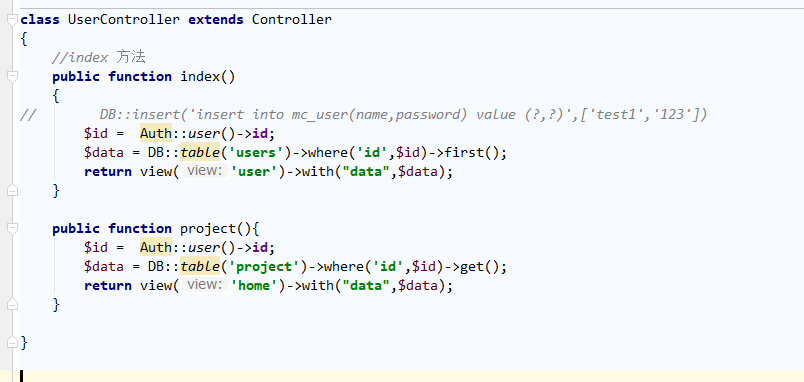 class UserController extends Controller
{
    //index 方法
    public function index()
    {
//        DB::insert('insert into mc_user(name,password) value (?,?)',['test1','123'])
        $id =  Auth::user()->id;
        $data = DB::table('users')->where('id',$id)->first();
        return view( view: 'user')->with("data",$data);
    }

    public function project(){
        $id =  Auth::user()->id;
        $data = DB::table('project')->where('id',$id)->get();
        return view( view: 'home')->with("data",$data);
    }

}